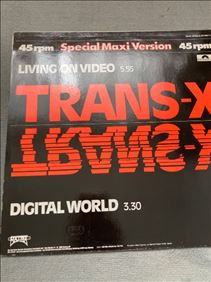 45 rpm Special Maxi Version 45 rpm
LIVING ON VIDEO 5.55
TRANS-X
TRANS-X
DIGITAL WORLD 3.30